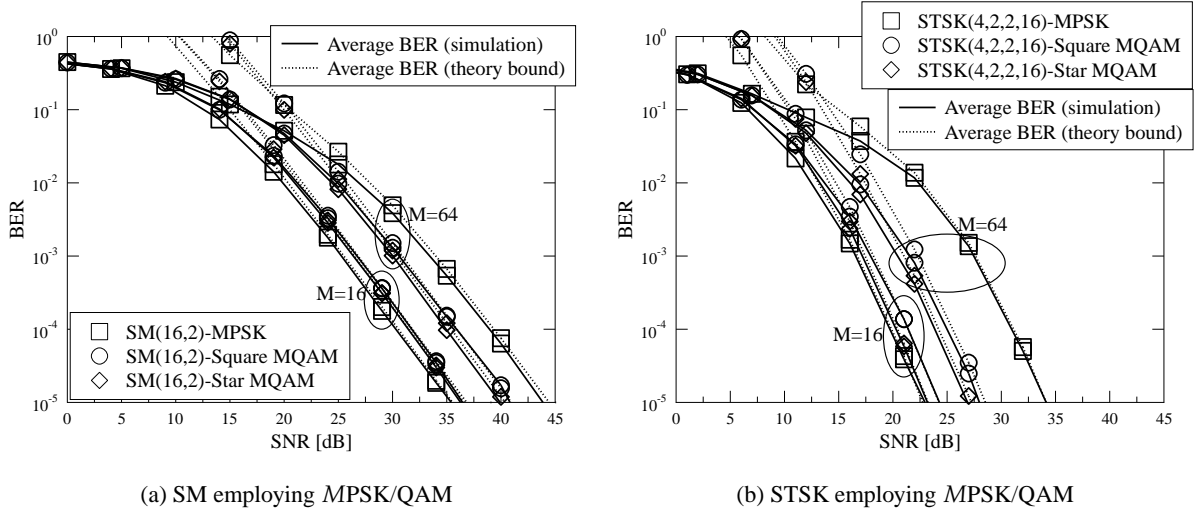 Average BER (simulation)
Average BER (theory bound)
10^0
10^-1
10^-2
10^-3
10^-4
10^-5
BER
M=64
M=16
SM(16,2)-MPSK
SM(16,2)-Square MQAM
SM(16,2)-Star MQAM
0 5 10 15 20 25 30 35 40 45
SNR [dB]
(a) SM employing MPSK/QAM
STSK(4,2,2,16)-MPSK
STSK(4,2,2,16)-Square MQAM
STSK(4,2,2,16)-Star MQAM
Average BER (simulation)
Average BER (theory bound)
10^0
10^-1
10^-2
10^-3
10^-4
10^-5
BER
M=64
M=16
0 5 10 15 20 25 30 35 40 45
SNR [dB]
(b) STSK employing MPSK/QAM